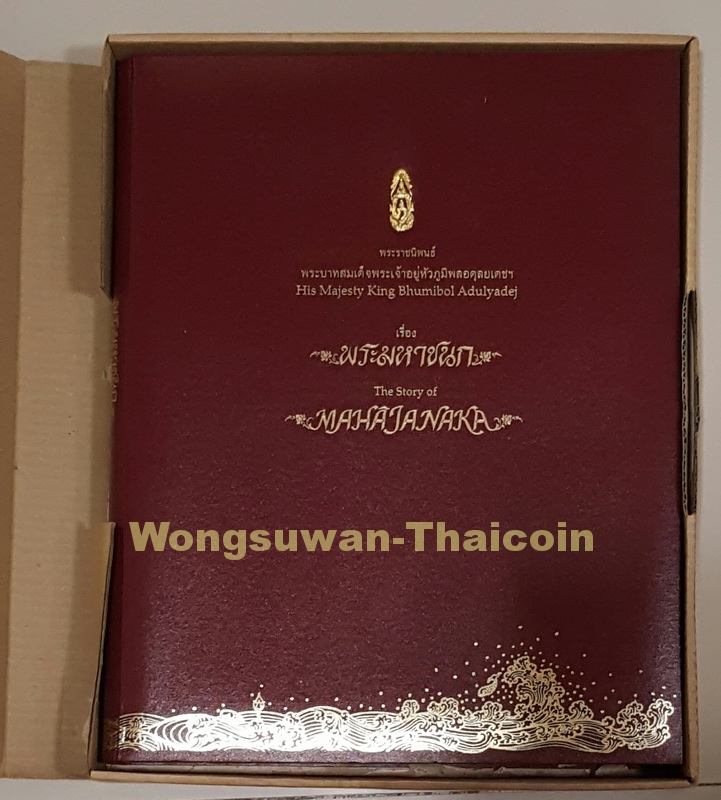 พระราชนิพนธ์
พระบาทสมเด็จพระเจ้าอยู่หัวภูมิพลอดุลยเดชฯ
His Majesty King Bhumibol Adulyadej
เรื่อง
พระมหาชนก
The Story of
MAHĀJANAKA
Wongsuwan-Thaicoin